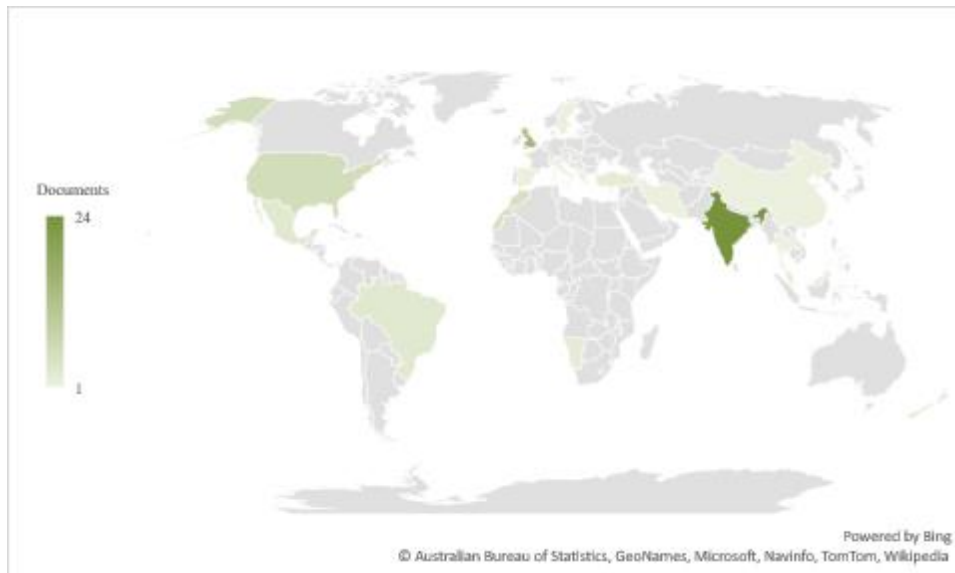 Documents
24
1
Powered by Bing
© Australian Bureau of Statistics, GeoNames, Microsoft, Navinfo, TomTom, Wikipedia